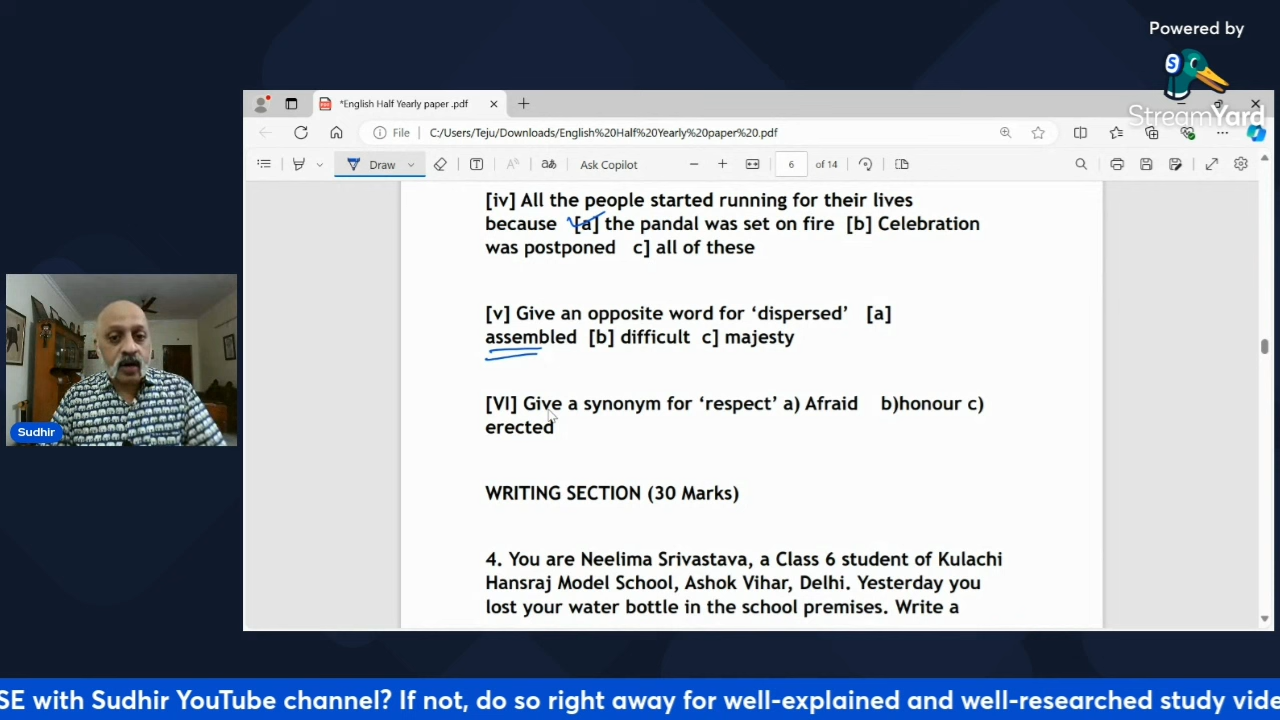 Powered by
StreamYard
*English Half Yearly paper .pdf
File C:/Users/Teju/Downloads/English%20Half%20Yearly%20paper%20.pdf
Draw
Ask Copilot
6 of 14
[iv] All the people started running for their lives
because [a] the pandal was set on fire [b] Celebration
was postponed c] all of these
[v] Give an opposite word for ‘dispersed’ [a]
assembled [b] difficult c] majesty
[VI] Give a synonym for ‘respect’ a) Afraid b)honour c)
erected
WRITING SECTION (30 Marks)
4. You are Neelima Srivastava, a Class 6 student of Kulachi
Hansraj Model School, Ashok Vihar, Delhi. Yesterday you
lost your water bottle in the school premises. Write a
Sudhir
SE with Sudhir YouTube channel? If not, do so right away for well-explained and well-researched study vide